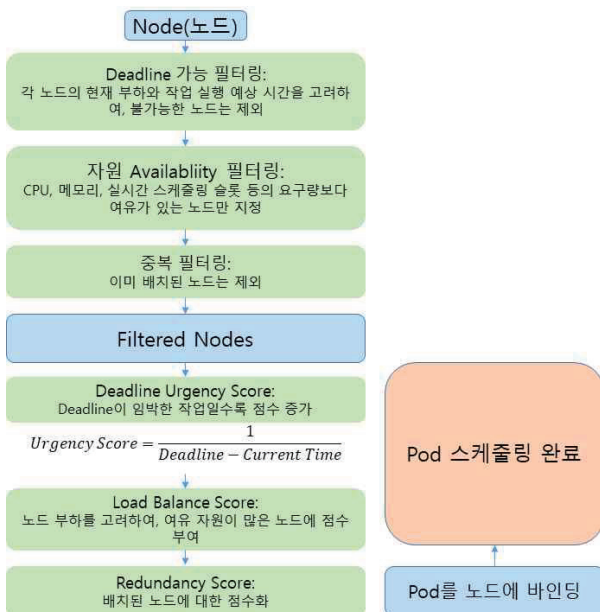 Node(노드)
Deadline 가능 필터링:
각 노드의 현재 부하와 작업 실행 예상 시간을 고려하
여, 불가능한 노드는 제외
자원 Availabliity 필터링:
CPU, 메모리, 실시간 스케줄링 슬롯 등의 요구량보다
여유가 있는 노드만 지정
중복 필터링:
이미 배치된 노드는 제외
Filtered Nodes
Deadline Urgency Score:
Deadline이 임박한 작업일수록 점수 증가
Urgency Score = 1 / (Deadline − Current Time)
Load Balance Score:
노드 부하를 고려하여, 여유 자원이 많은 노드에 점수
부여
Redundancy Score:
배치된 노드에 대한 점수화
Pod 스케줄링 완료
Pod를 노드에 바인딩